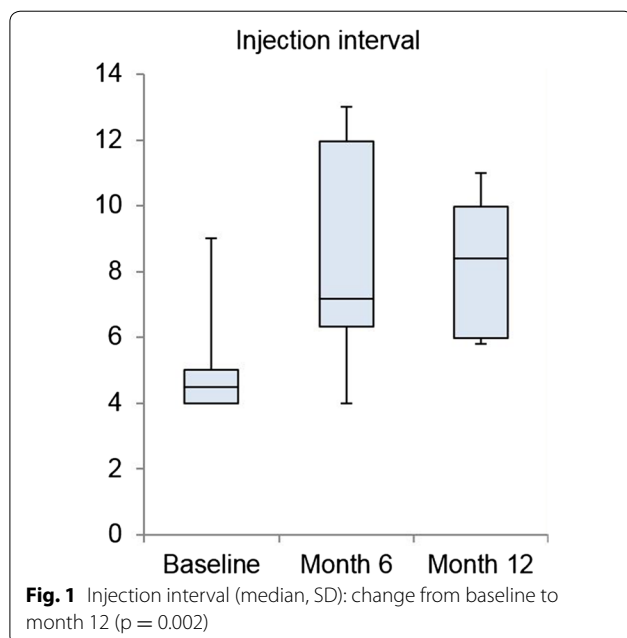 Injection interval
14
12
10
8
6
4
2
0
Baseline Month 6 Month 12
Fig. 1 Injection interval (median, SD): change from baseline to
month 12 (p = 0.002)